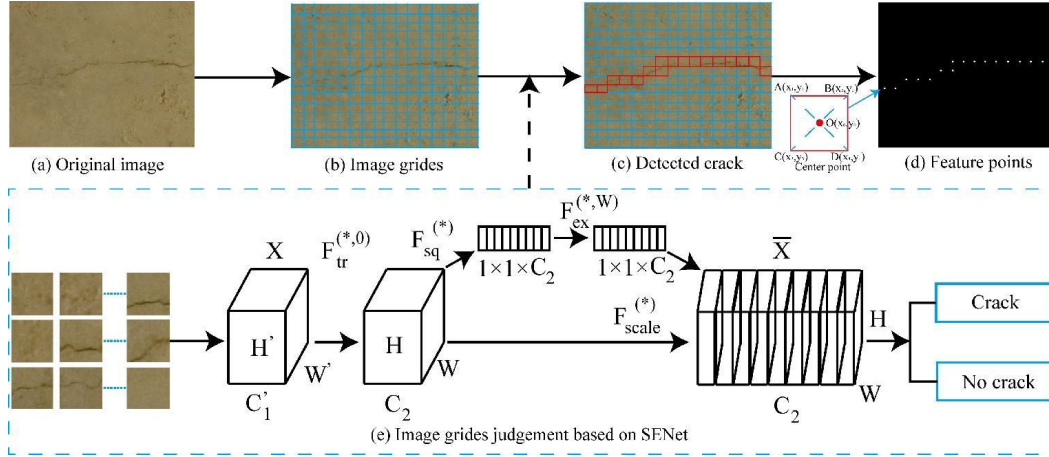 A(x₁,y₁) B(x₂,y₂)
O(x₀,y₀)
C(x₃,y₃) D(x₄,y₄)
Center point
(a) Original image (b) Image grides (c) Detected crack (d) Feature points
X F_tr^(*,0) F_sq^(*) F_ex^(*,W) X̄
1×1×C₂ 1×1×C₂
F_scale^(*)
H' H H Crack
W' W W No crack
C₁' C₂ C₂
(e) Image grides judgement based on SENet